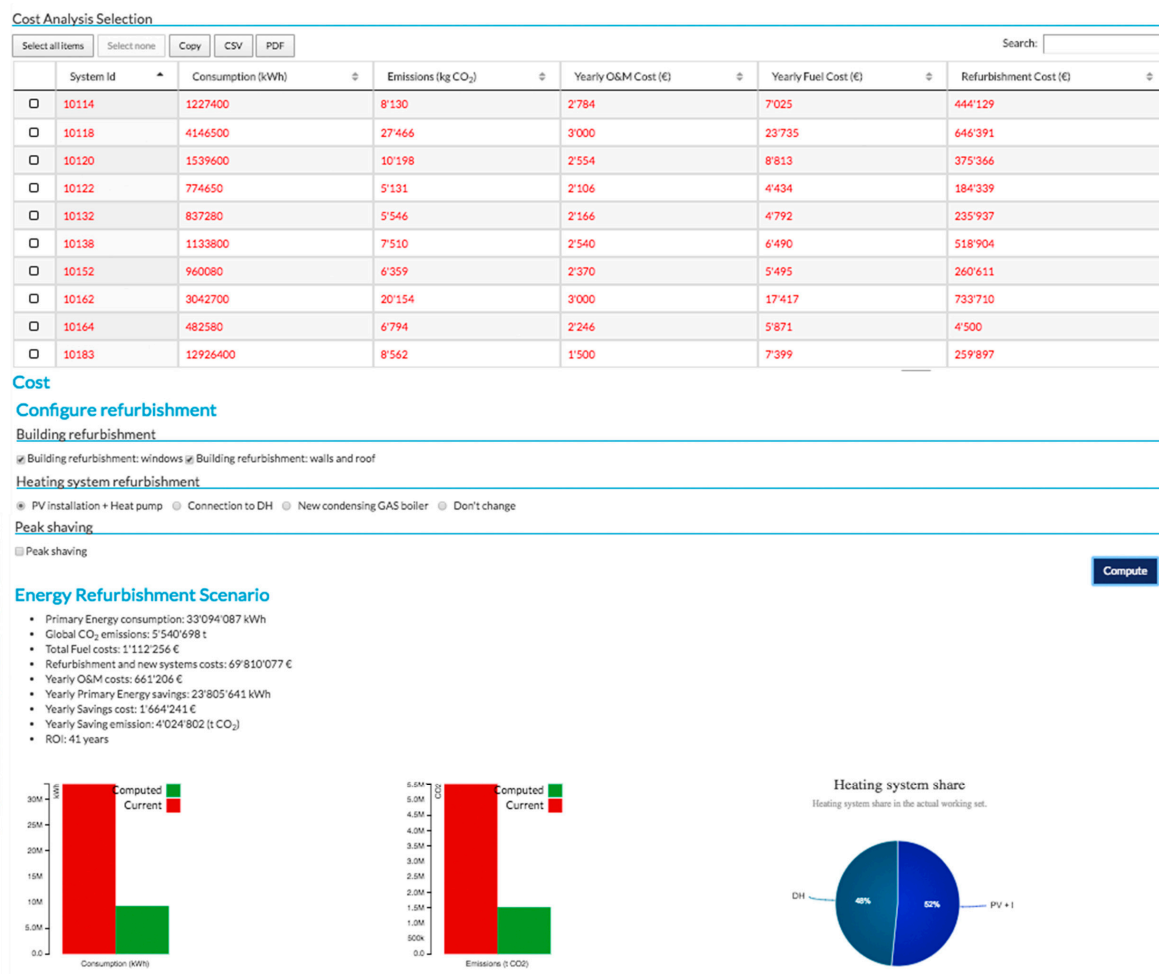 Cost Analysis Selection
Select all items Select none Copy CSV PDF Search:
System Id Consumption (kWh) Emissions (kg CO₂) Yearly O&M Cost (€) Yearly Fuel Cost (€) Refurbishment Cost (€)
10114 1227400 8'130 2'784 7'025 444'129
10118 4146500 27'466 3'000 23'735 646'391
10120 1539600 10'198 2'554 8'813 375'366
10122 774650 5'131 2'106 4'434 184'339
10132 837280 5'546 2'166 4'792 235'937
10138 1133800 7'510 2'540 6'490 518'904
10152 960080 6'359 2'370 5'495 260'611
10162 3042700 20'154 3'000 17'417 733'710
10164 482580 6'794 2'246 5'871 4'500
10183 12926400 8'562 1'500 7'399 259'897
Cost
Configure refurbishment
Building refurbishment
Building refurbishment: windows Building refurbishment: walls and roof
Heating system refurbishment
PV installation + Heat pump Connection to DH New condensing GAS boiler Don't change
Peak shaving
Peak shaving
Compute
Energy Refurbishment Scenario
• Primary Energy consumption: 33'094'087 kWh
• Global CO₂ emissions: 5'540'698 t
• Total Fuel costs: 1'112'256 €
• Refurbishment and new systems costs: 69'810'077 €
• Yearly O&M costs: 661'206 €
• Yearly Primary Energy savings: 23'805'641 kWh
• Yearly Savings cost: 1'664'241 €
• Yearly Saving emission: 4'024'802 (t CO₂)
• ROI: 41 years
kWh
Computed
Current
30M
25M
20M
15M
10M
5.0M
0.0
Consumption (kWh)
CO2
Computed
Current
5.5M
5.0M
4.5M
4.0M
3.5M
3.0M
2.5M
2.0M
1.5M
1.0M
500k
0.0
Emissions (t CO2)
Heating system share
Heating system share in the actual working set.
DH 48% 52% PV + I